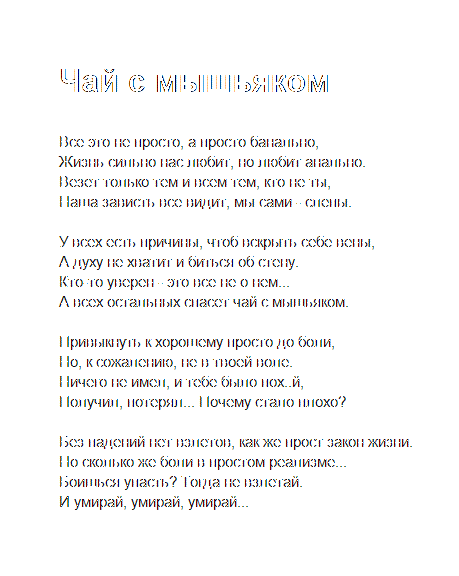 Чай с мышьяком
Все это не просто, а просто банально,
Жизнь сильно нас любит, но любит анально.
Везет только тем и всем тем, кто не ты,
Наша зависть все видит, мы сами - слепы.
У всех есть причины, чтоб вскрыть себе вены,
А духу не хватит и биться об стену.
Кто-то уверен - это все не о нем...
А всех остальных спасет чай с мышьяком.
Привыкнуть к хорошему просто до боли,
Но, к сожалению, не в твоей воле.
Ничего не имел, и тебе было пох..й,
Получил, потерял... Почему стало плохо?
Без падений нет взлетов, как же прост закон жизни.
Но сколько же боли в простом реализме...
Боишься упасть? Тогда не взлетай.
И умирай, умирай, умирай...